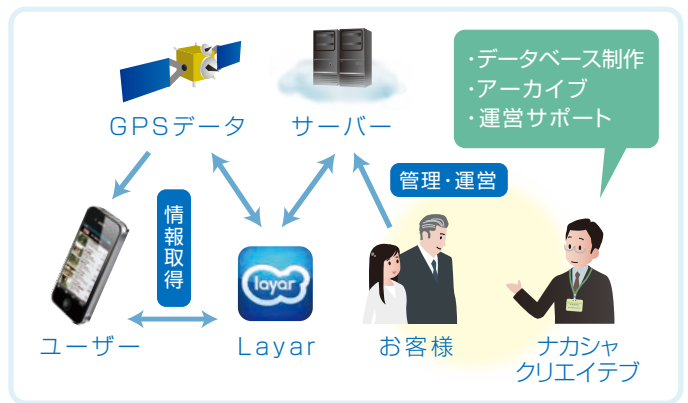 GPSデータ
サーバー
・データベース制作
・アーカイブ
・運営サポート
管理・運営
情報取得
layar
ユーザー
Layar
お客様
ナカシャ
クリエイテブ